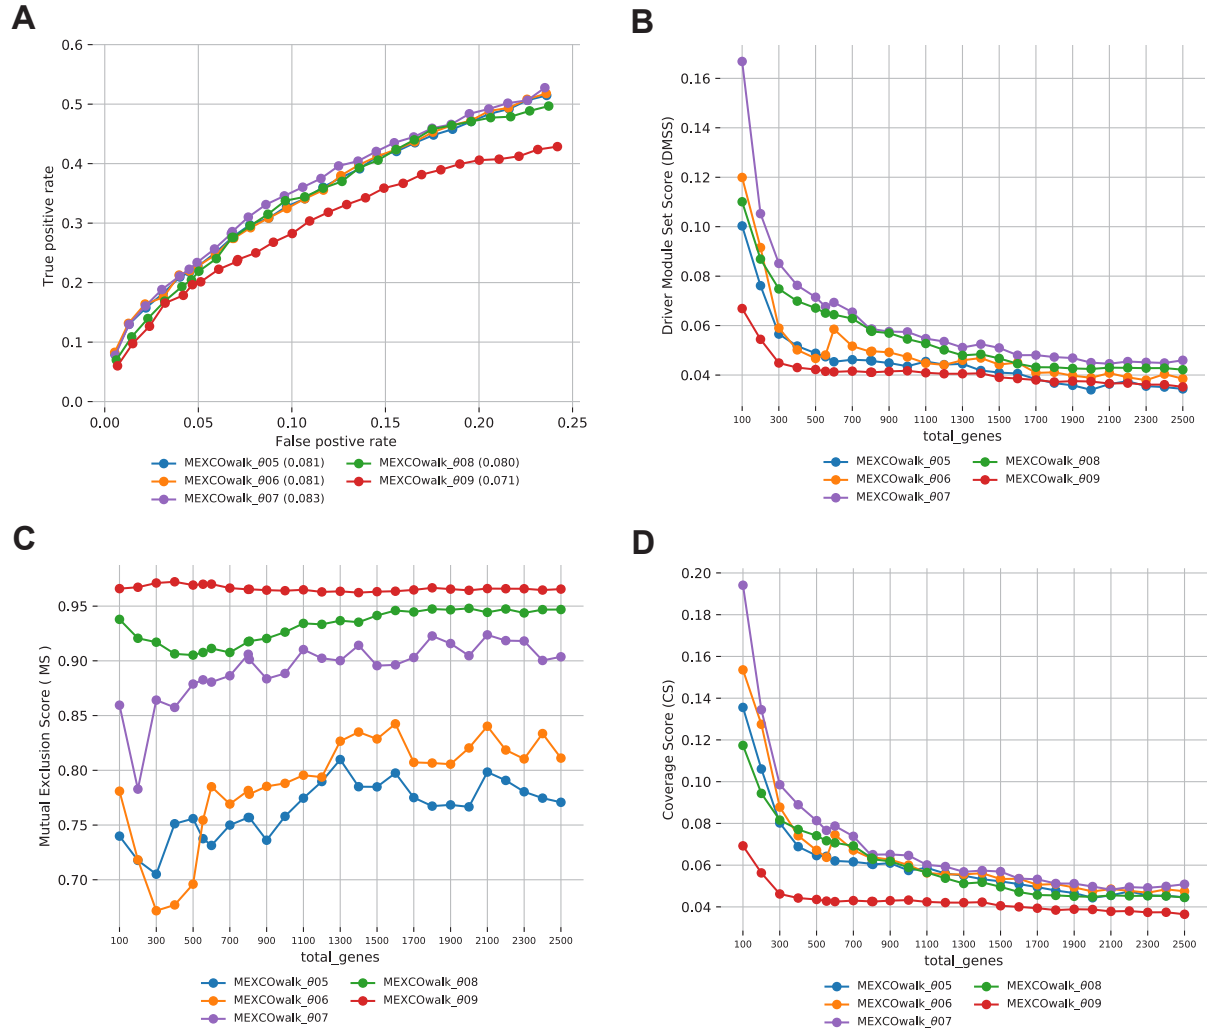 A
0.6
0.5
0.4
0.3
0.2
0.1
0.0
True positive rate
0.00 0.05 0.10 0.15 0.20 0.25
False postive rate
MEXCOwalk_θ05 (0.081) MEXCOwalk_θ08 (0.080)
MEXCOwalk_θ06 (0.081) MEXCOwalk_θ09 (0.071)
MEXCOwalk_θ07 (0.083)
B
0.16
0.14
0.12
0.10
0.08
0.06
0.04
Driver Module Set Score (DMSS)
100 300 500 700 900 1100 1300 1500 1700 1900 2100 2300 2500
total_genes
MEXCOwalk_θ05 MEXCOwalk_θ08
MEXCOwalk_θ06 MEXCOwalk_θ09
MEXCOwalk_θ07
C
0.95
0.90
0.85
0.80
0.75
0.70
Mutual Exclusion Score ( MS )
100 300 500 700 900 1100 1300 1500 1700 1900 2100 2300 2500
total_genes
MEXCOwalk_θ05 MEXCOwalk_θ08
MEXCOwalk_θ06 MEXCOwalk_θ09
MEXCOwalk_θ07
D
0.20
0.18
0.16
0.14
0.12
0.10
0.08
0.06
0.04
Coverage Score (CS)
100 300 500 700 900 1100 1300 1500 1700 1900 2100 2300 2500
total_genes
MEXCOwalk_θ05 MEXCOwalk_θ08
MEXCOwalk_θ06 MEXCOwalk_θ09
MEXCOwalk_θ07